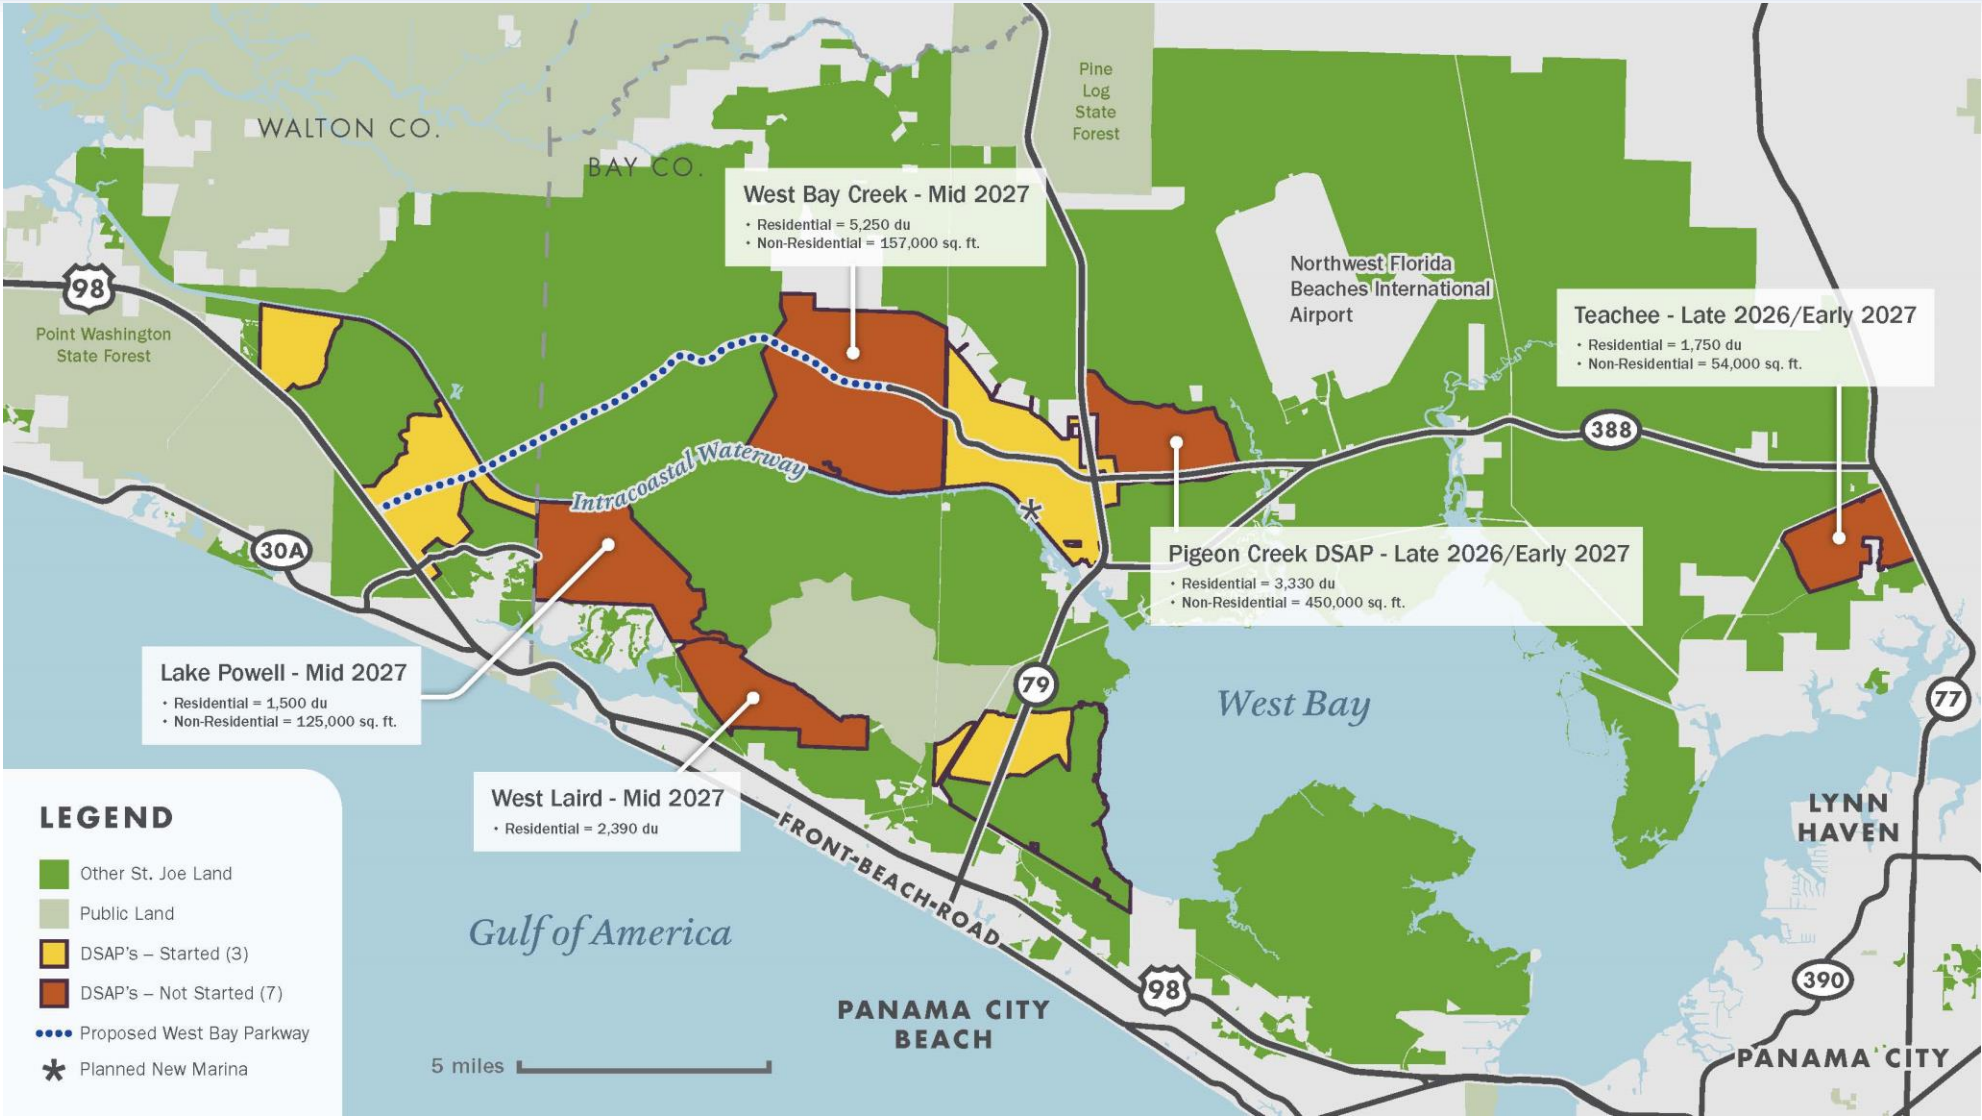 WALTON CO.
BAY CO.
Pine
Log
State
Forest
West Bay Creek - Mid 2027
• Residential = 5,250 du
• Non-Residential = 157,000 sq. ft.
Northwest Florida
Beaches International
Airport
98
Point Washington
State Forest
Teachee - Late 2026/Early 2027
• Residential = 1,750 du
• Non-Residential = 54,000 sq. ft.
388
Intracoastal Waterway
30A
Pigeon Creek DSAP - Late 2026/Early 2027
• Residential = 3,330 du
• Non-Residential = 450,000 sq. ft.
Lake Powell - Mid 2027
• Residential = 1,500 du
• Non-Residential = 125,000 sq. ft.
79
West Bay
77
West Laird - Mid 2027
• Residential = 2,390 du
FRONT-BEACH-ROAD
LYNN
HAVEN
Gulf of America
98
390
PANAMA CITY
BEACH
PANAMA CITY
5 miles
LEGEND
Other St. Joe Land
Public Land
DSAP's – Started (3)
DSAP's – Not Started (7)
Proposed West Bay Parkway
Planned New Marina